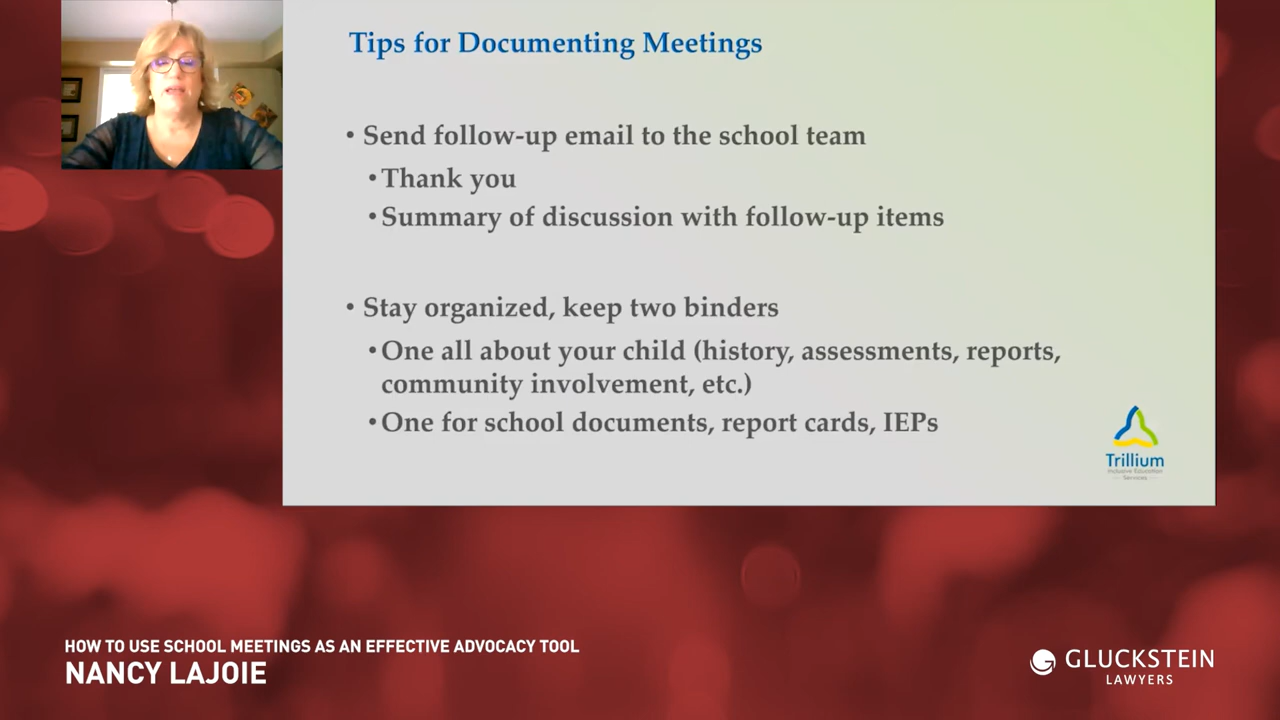 Tips for Documenting Meetings
• Send follow-up email to the school team
• Thank you
• Summary of discussion with follow-up items
• Stay organized, keep two binders
• One all about your child (history, assessments, reports,
community involvement, etc.)
• One for school documents, report cards, IEPs
Trillium
Inclusive Education
Services
HOW TO USE SCHOOL MEETINGS AS AN EFFECTIVE ADVOCACY TOOL
NANCY LAJOIE
GLUCKSTEIN
LAWYERS